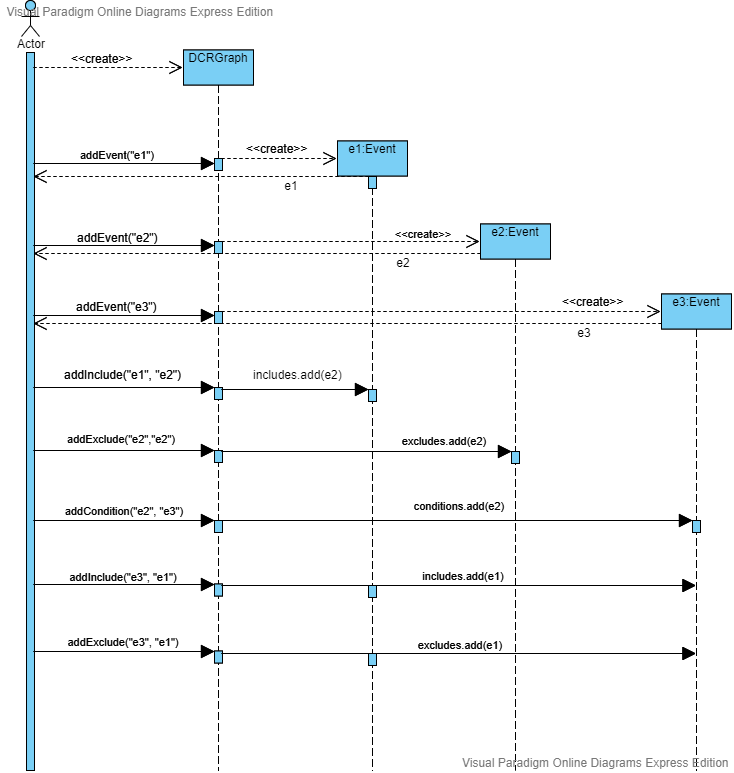 Visual Paradigm Online Diagrams Express Edition
Actor
<<create>>
DCRGraph
<<create>>
e1:Event
addEvent("e1")
e1
<<create>>
e2:Event
addEvent("e2")
e2
<<create>>
e3:Event
addEvent("e3")
e3
addInclude("e1", "e2")
includes.add(e2)
addExclude("e2","e2")
excludes.add(e2)
addCondition("e2", "e3")
conditions.add(e2)
addInclude("e3", "e1")
includes.add(e1)
addExclude("e3", "e1")
excludes.add(e1)
Visual Paradigm Online Diagrams Express Edition